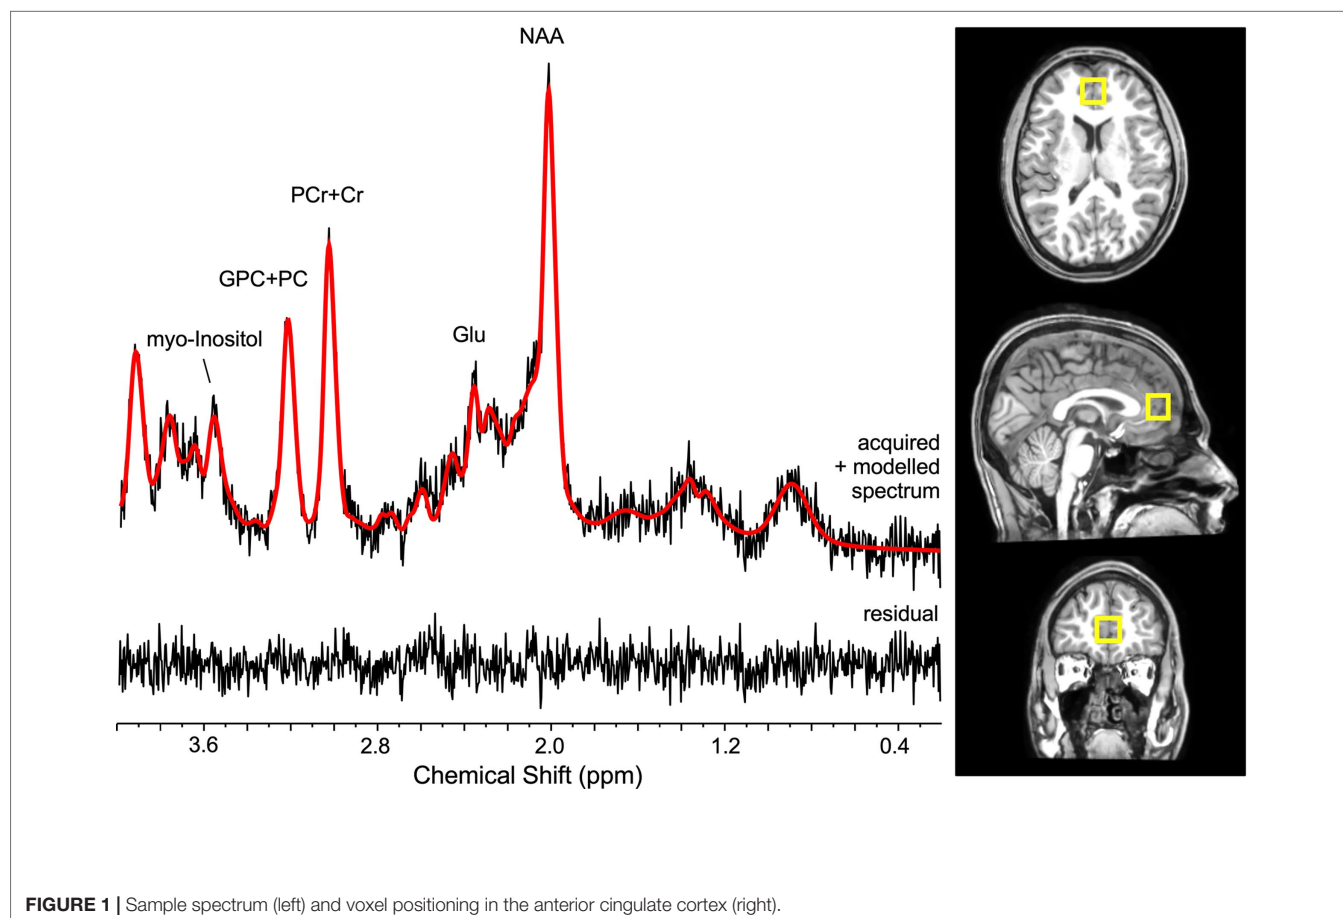 NAA
PCr+Cr
GPC+PC
myo-Inositol
Glu
acquired
+ modelled
spectrum
residual
3.6 2.8 2.0 1.2 0.4
Chemical Shift (ppm)
FIGURE 1 | Sample spectrum (left) and voxel positioning in the anterior cingulate cortex (right).